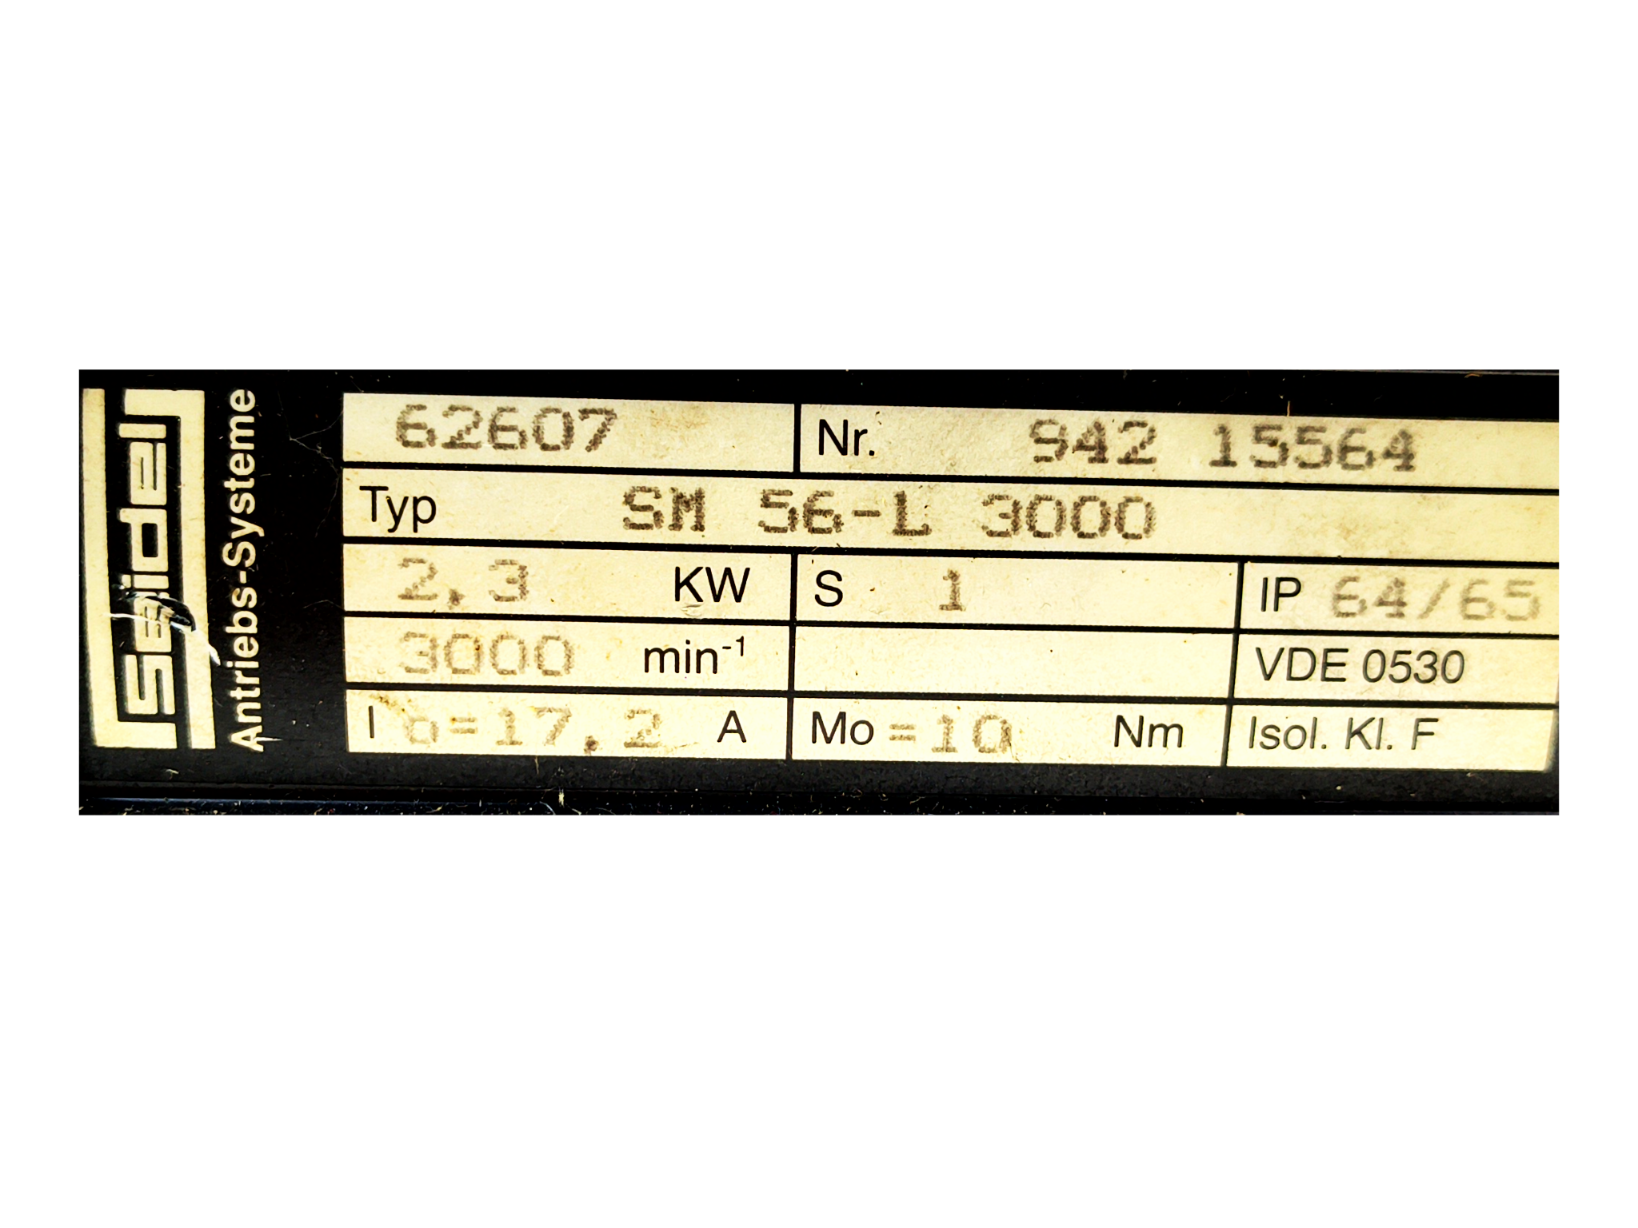 Seidel
Antriebs-Systeme
62607 Nr. 942 15564
Typ SM 56-L 3000
2,3 KW S 1 IP 64/65
3000 min-1 VDE 0530
I o=17,2 A Mo =10 Nm Isol. Kl. F